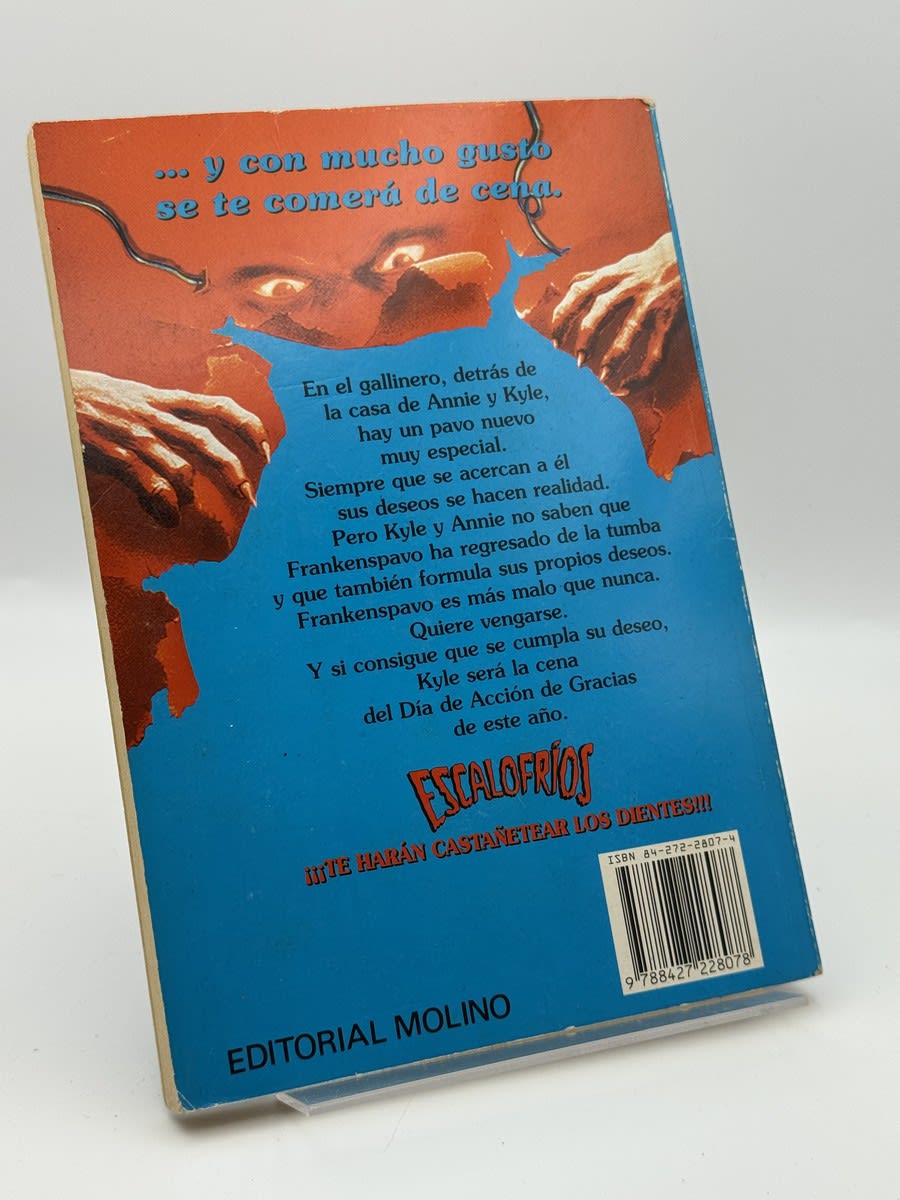 ... y con mucho gusto
se te comerá de cena.
En el gallinero, detrás de
la casa de Annie y Kyle,
hay un pavo nuevo
muy especial.
Siempre que se acercan a él
sus deseos se hacen realidad.
Pero Kyle y Annie no saben que
Frankenspavo ha regresado de la tumba
y que también formula sus propios deseos.
Frankenspavo es más malo que nunca.
Quiere vengarse.
Y si consigue que se cumpla su deseo,
Kyle será la cena
del Día de Acción de Gracias
de este año.
ESCALOFRÍOS
¡¡¡TE HARÁN CASTAÑETEAR LOS DIENTES!!!
ISBN 84-272-2807-4
9 788427 228078
EDITORIAL MOLINO